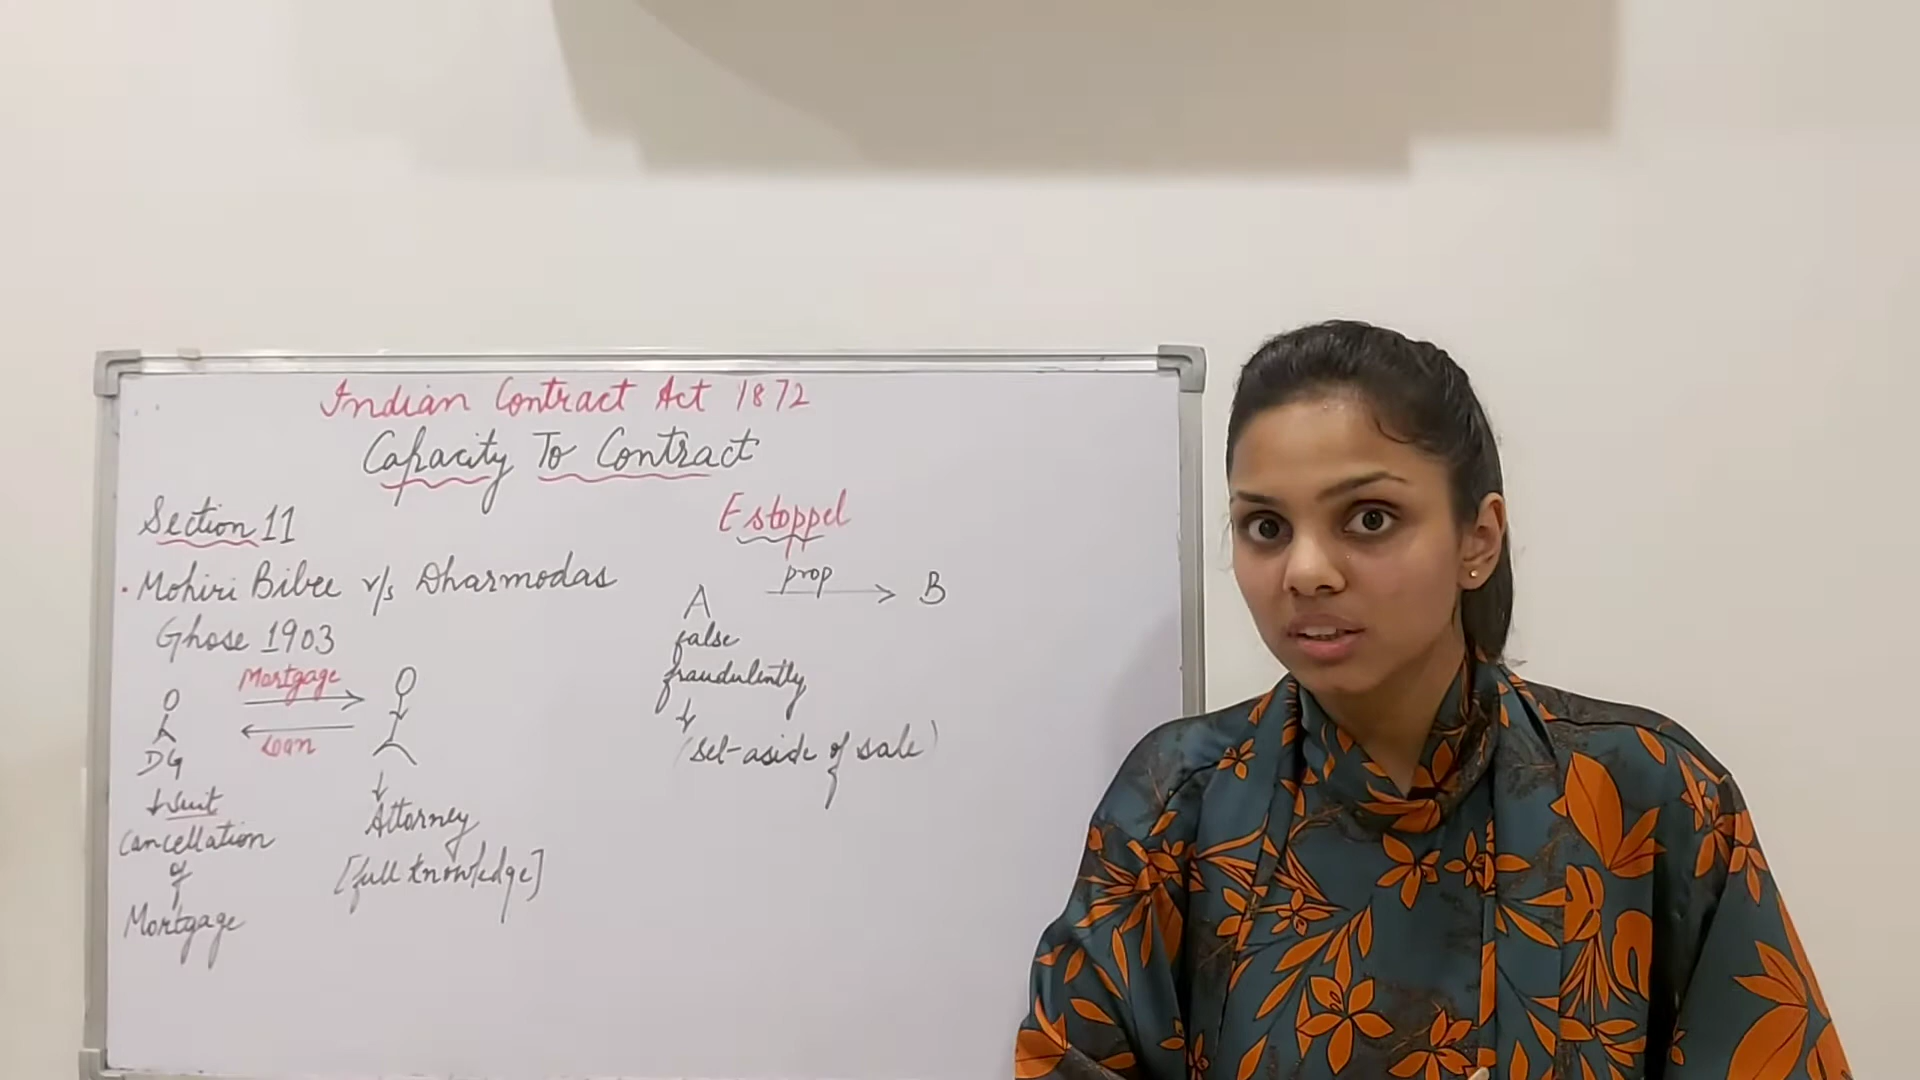 Indian Contract Act 1872
Capacity To Contract
Section 11
Mohiri Bibee v/s Dharmodas
Ghose 1903
Mortgage
Loan
DG
Suit
Cancellation
of
Mortgage
Attorney
[full knowledge]
Estoppel
A prop B
false
fraudulently
(set-aside of sale)